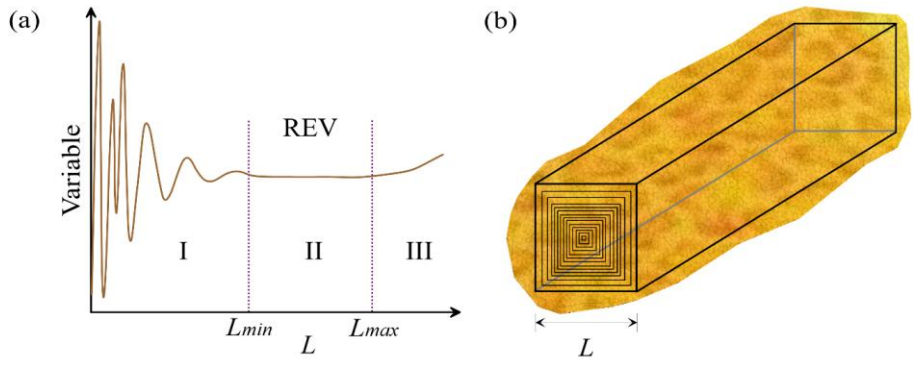 (a)
Variable
REV
I
II
III
Lmin
Lmax
L
(b)
L